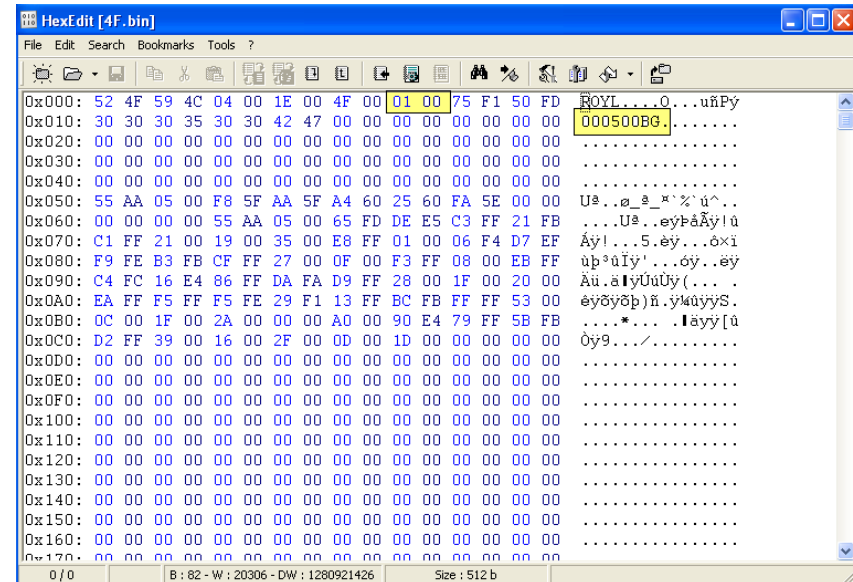 HexEdit [4F.bin]
File Edit Search Bookmarks Tools ?
0x000: 52 4F 59 4C 04 00 1E 00 4F 00 01 00 75 F1 50 FD ROYL....O...uñPý
0x010: 30 30 30 35 30 30 42 47 00 00 00 00 00 00 00 00 000500BG........
0x020: 00 00 00 00 00 00 00 00 00 00 00 00 00 00 00 00 ................
0x030: 00 00 00 00 00 00 00 00 00 00 00 00 00 00 00 00 ................
0x040: 00 00 00 00 00 00 00 00 00 00 00 00 00 00 00 00 ................
0x050: 55 AA 05 00 F8 5F AA 5F A4 60 25 60 FA 5E 00 00 Uª..ø_ª_¤`%`ú^..
0x060: 00 00 00 00 55 AA 05 00 65 FD DE E5 C3 FF 21 FB ....Uª..eýÞåÃÿ!û
0x070: C1 FF 21 00 19 00 35 00 E8 FF 01 00 06 F4 D7 EF Áÿ!...5.èÿ...ô×ï
0x080: F9 FE B3 FB CF FF 27 00 0F 00 F3 FF 08 00 EB FF ùþ³ûÏÿ'...óÿ..ëÿ
0x090: C4 FC 16 E4 86 FF DA FA D9 FF 28 00 1F 00 20 00 Äü.ä▌ÿÚúÙÿ(... .
0x0A0: EA FF F5 FF F5 FE 29 F1 13 FF BC FB FF FF 53 00 êÿõÿõþ)ñ.ÿ¼ûÿÿS.
0x0B0: 0C 00 1F 00 2A 00 00 00 A0 00 90 E4 79 FF 5B FB ....*... .▌äyÿ[û
0x0C0: D2 FF 39 00 16 00 2F 00 0D 00 1D 00 00 00 00 00 Òÿ9.../.........
0x0D0: 00 00 00 00 00 00 00 00 00 00 00 00 00 00 00 00 ................
0x0E0: 00 00 00 00 00 00 00 00 00 00 00 00 00 00 00 00 ................
0x0F0: 00 00 00 00 00 00 00 00 00 00 00 00 00 00 00 00 ................
0x100: 00 00 00 00 00 00 00 00 00 00 00 00 00 00 00 00 ................
0x110: 00 00 00 00 00 00 00 00 00 00 00 00 00 00 00 00 ................
0x120: 00 00 00 00 00 00 00 00 00 00 00 00 00 00 00 00 ................
0x130: 00 00 00 00 00 00 00 00 00 00 00 00 00 00 00 00 ................
0x140: 00 00 00 00 00 00 00 00 00 00 00 00 00 00 00 00 ................
0x150: 00 00 00 00 00 00 00 00 00 00 00 00 00 00 00 00 ................
0x160: 00 00 00 00 00 00 00 00 00 00 00 00 00 00 00 00 ................
0 / 0 B : 82 - W : 20306 - DW : 1280921426 Size : 512 b